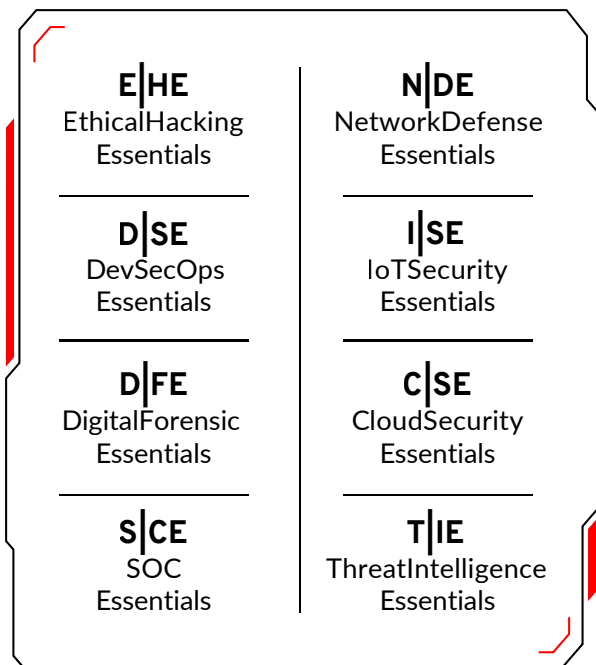 E|HE
EthicalHacking
Essentials
N|DE
NetworkDefense
Essentials
D|SE
DevSecOps
Essentials
I|SE
IoTSecurity
Essentials
D|FE
DigitalForensic
Essentials
C|SE
CloudSecurity
Essentials
S|CE
SOC
Essentials
T|IE
ThreatIntelligence
Essentials